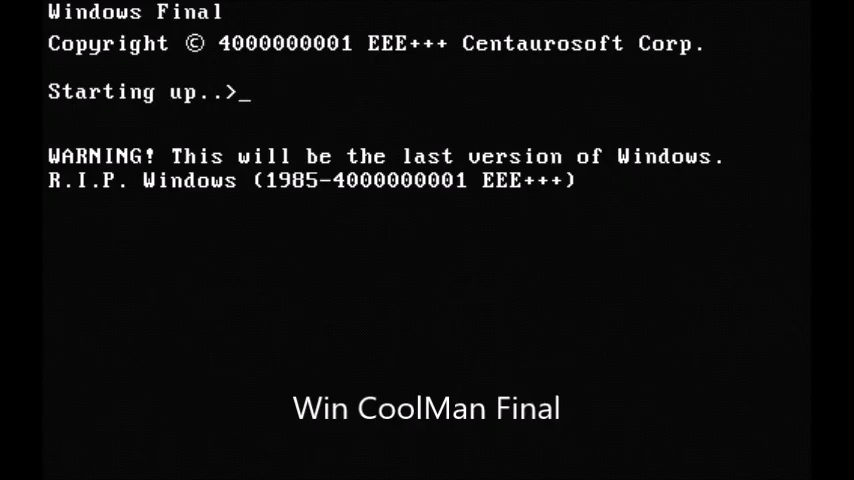 Windows Final
Copyright © 4000000001 EEE+++ Centaurosoft Corp.
Starting up..>_
WARNING! This will be the last version of Windows.
R.I.P. Windows (1985-4000000001 EEE+++)
Win CoolMan Final